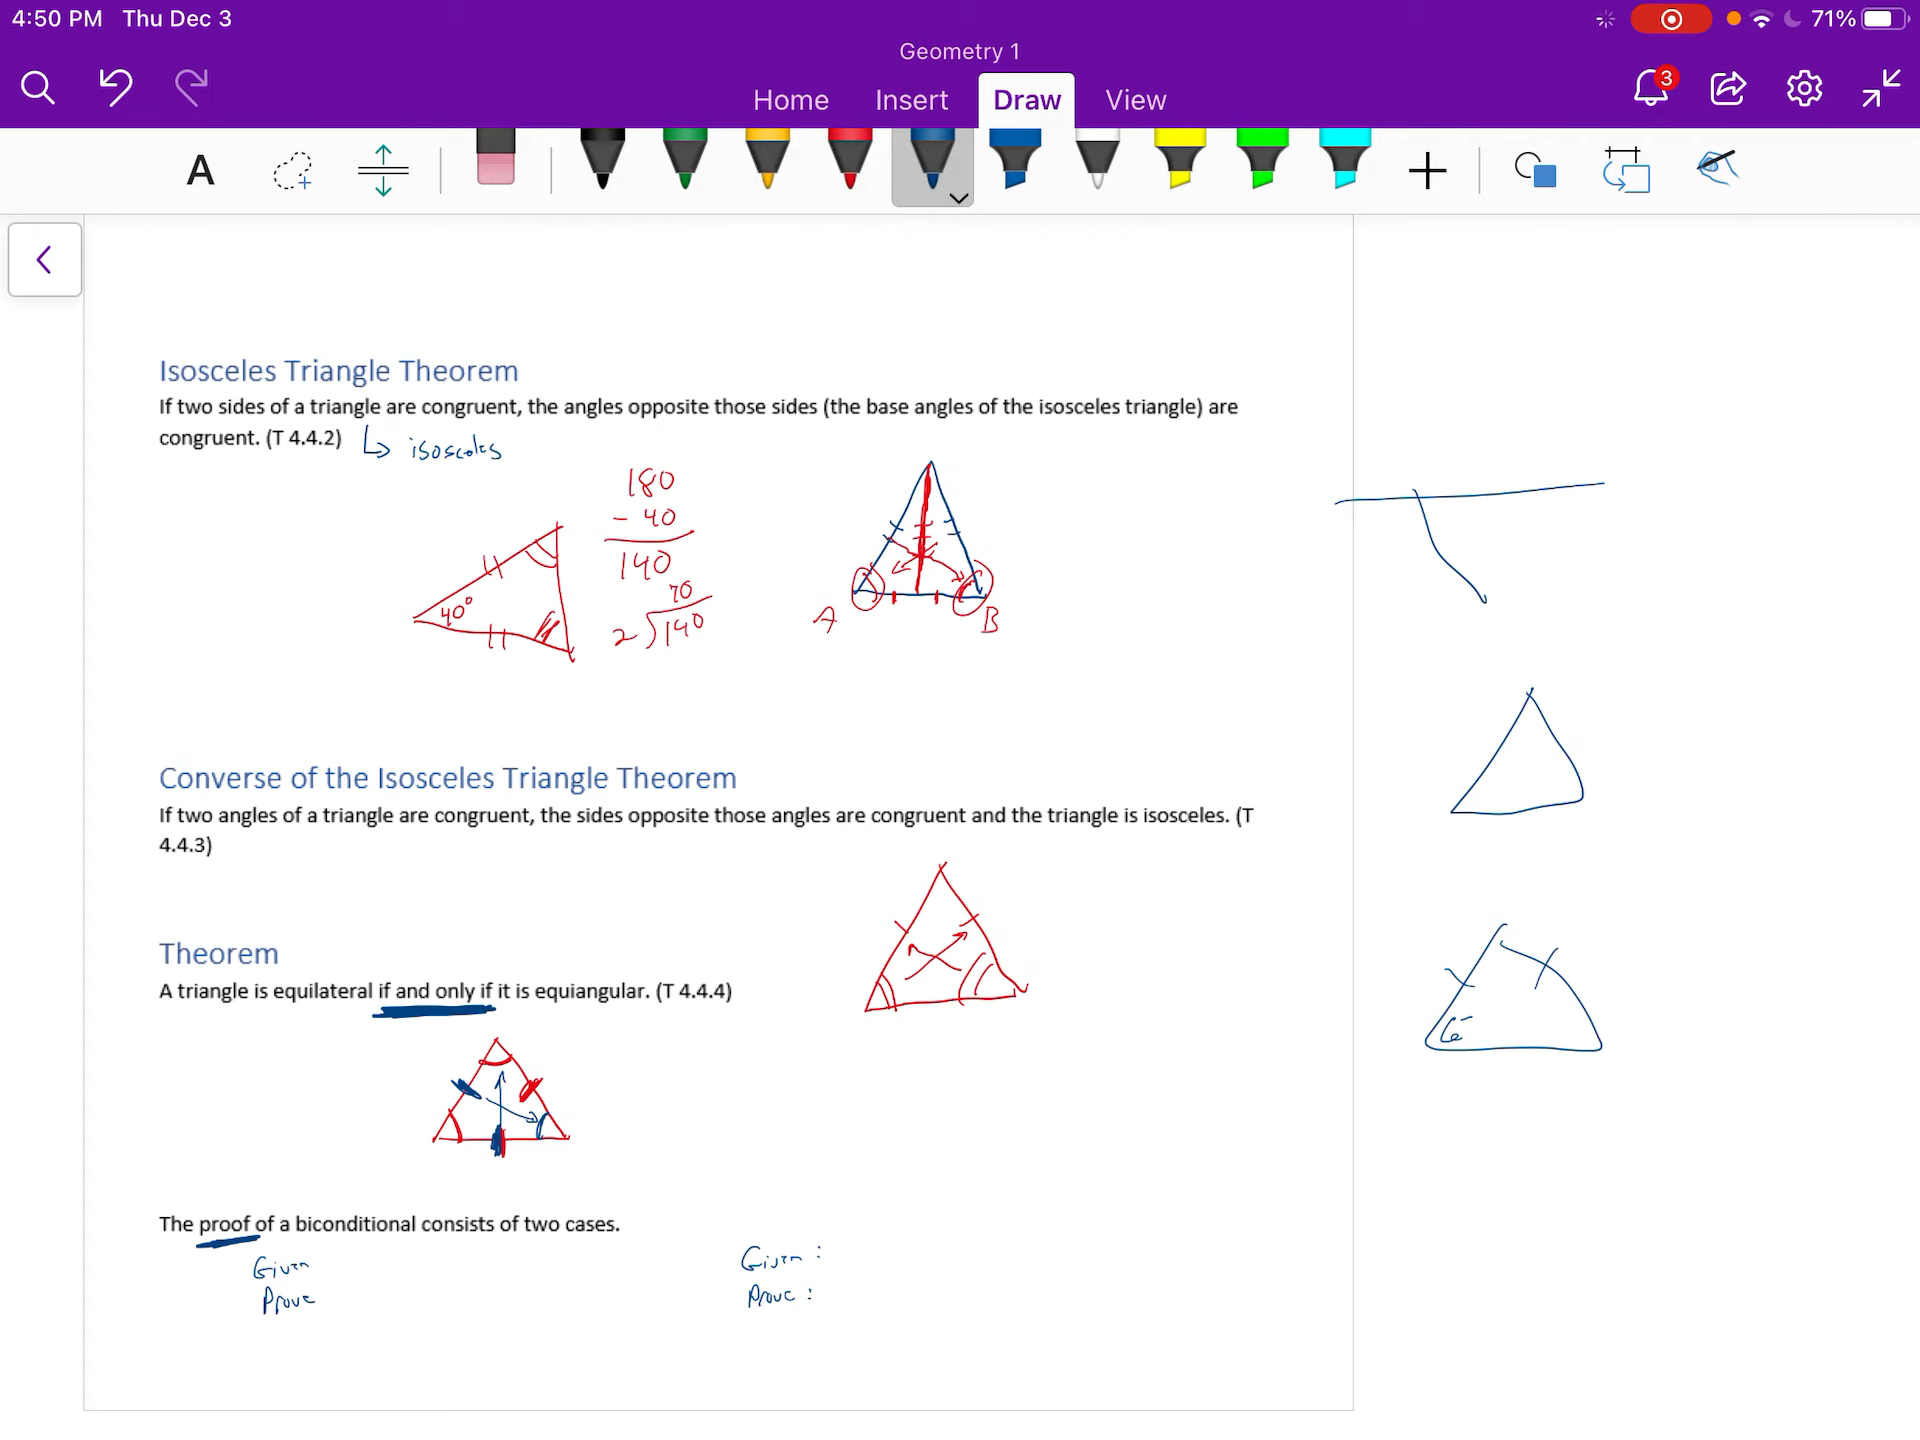 4:50 PM Thu Dec 3
71%
Geometry 1
Home Insert Draw View
3
A
Isosceles Triangle Theorem
If two sides of a triangle are congruent, the angles opposite those sides (the base angles of the isosceles triangle) are
congruent. (T 4.4.2)
isosceles
180
- 40
140
70
2 140
40°
A
B
Converse of the Isosceles Triangle Theorem
If two angles of a triangle are congruent, the sides opposite those angles are congruent and the triangle is isosceles. (T
4.4.3)
Theorem
A triangle is equilateral if and only if it is equiangular. (T 4.4.4)
The proof of a biconditional consists of two cases.
Given
Prove
Given :
Prove :